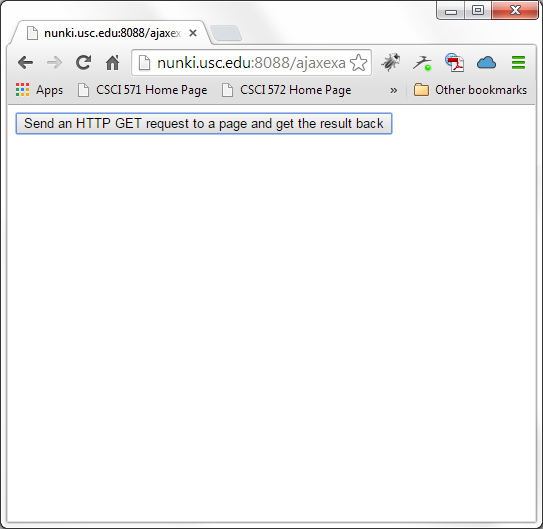 nunki.usc.edu:8088/ajaxex
nunki.usc.edu:8088/ajaxexa
Apps CSCI 571 Home Page CSCI 572 Home Page » Other bookmarks
Send an HTTP GET request to a page and get the result back